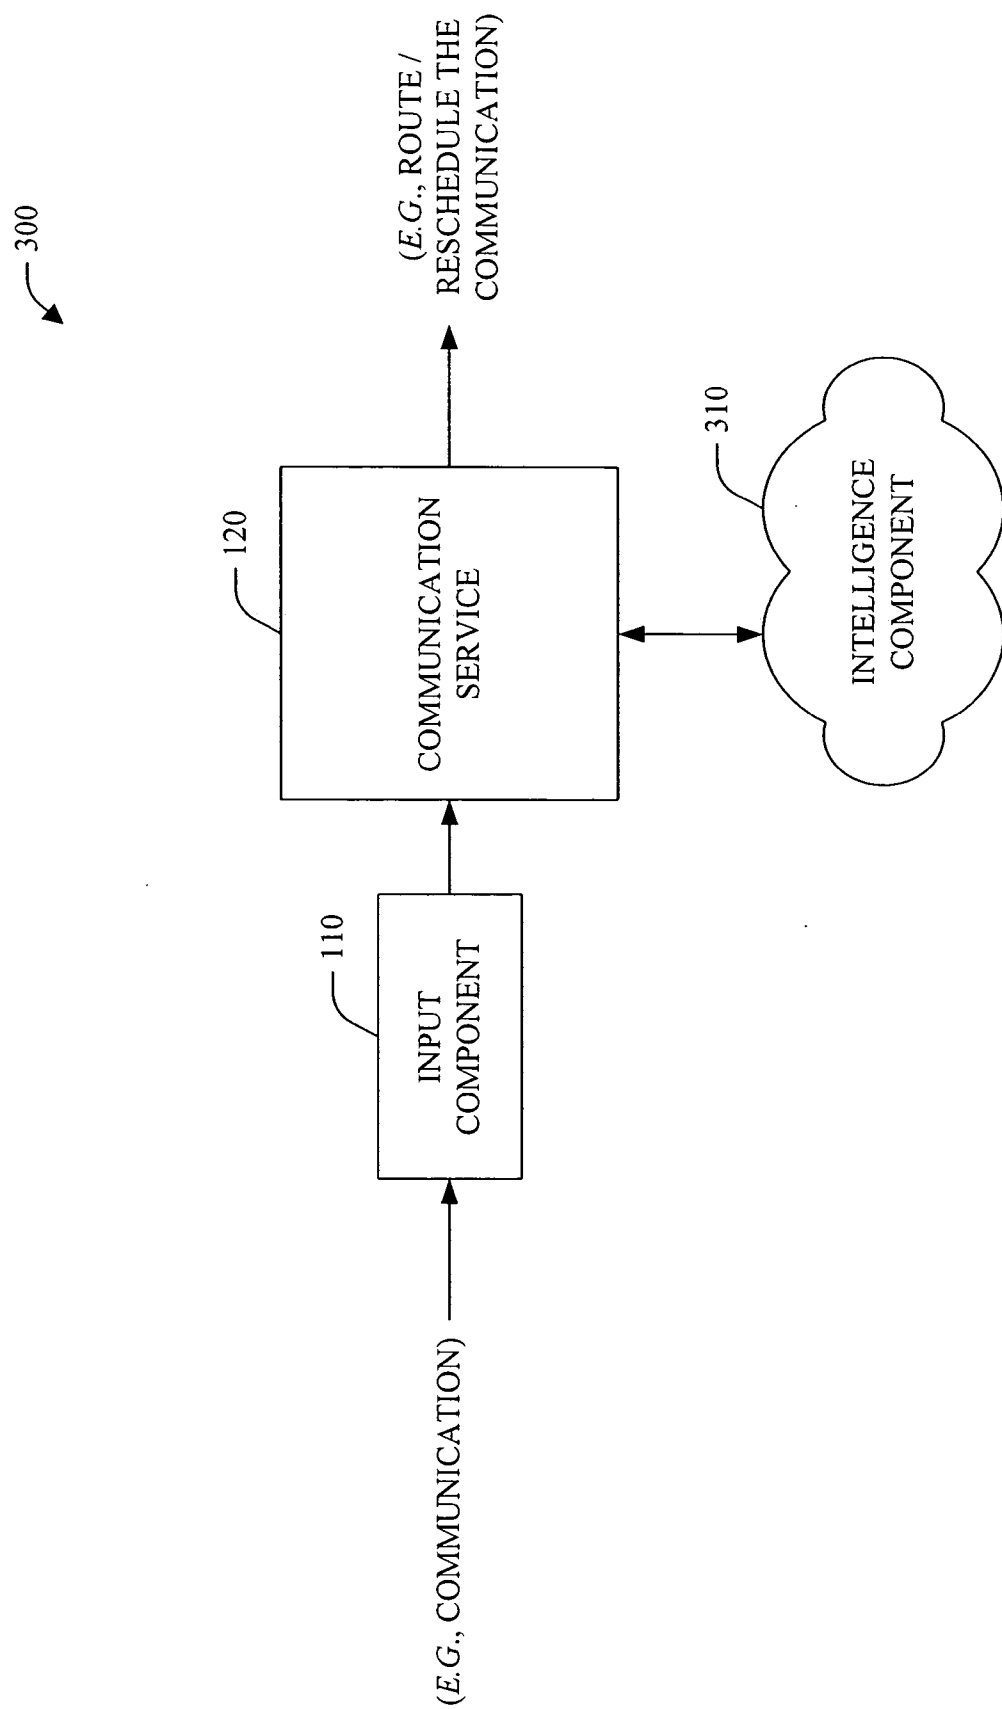 300
(E.G., COMMUNICATION)
110
INPUT
COMPONENT
120
COMMUNICATION
SERVICE
(E.G., ROUTE /
RESCHEDULE THE
COMMUNICATION)
310
INTELLIGENCE
COMPONENT